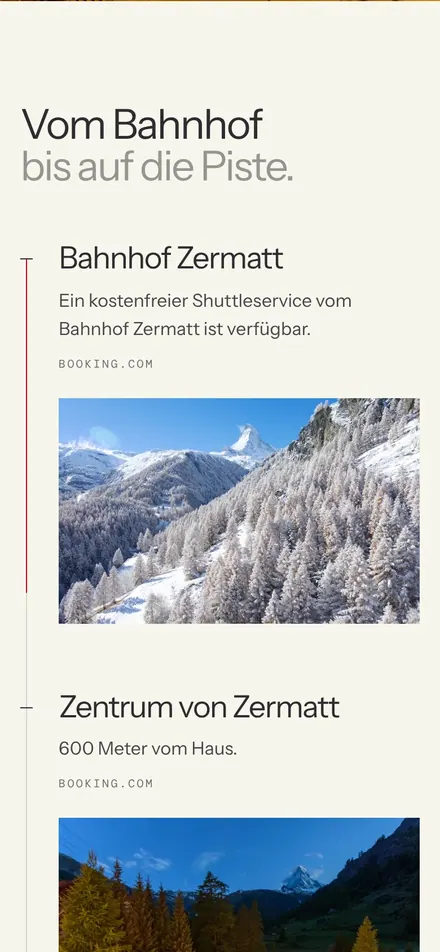 Vom Bahnhof
bis auf die Piste.
Bahnhof Zermatt
Ein kostenfreier Shuttleservice vom
Bahnhof Zermatt ist verfügbar.
BOOKING.COM
Zentrum von Zermatt
600 Meter vom Haus.
BOOKING.COM